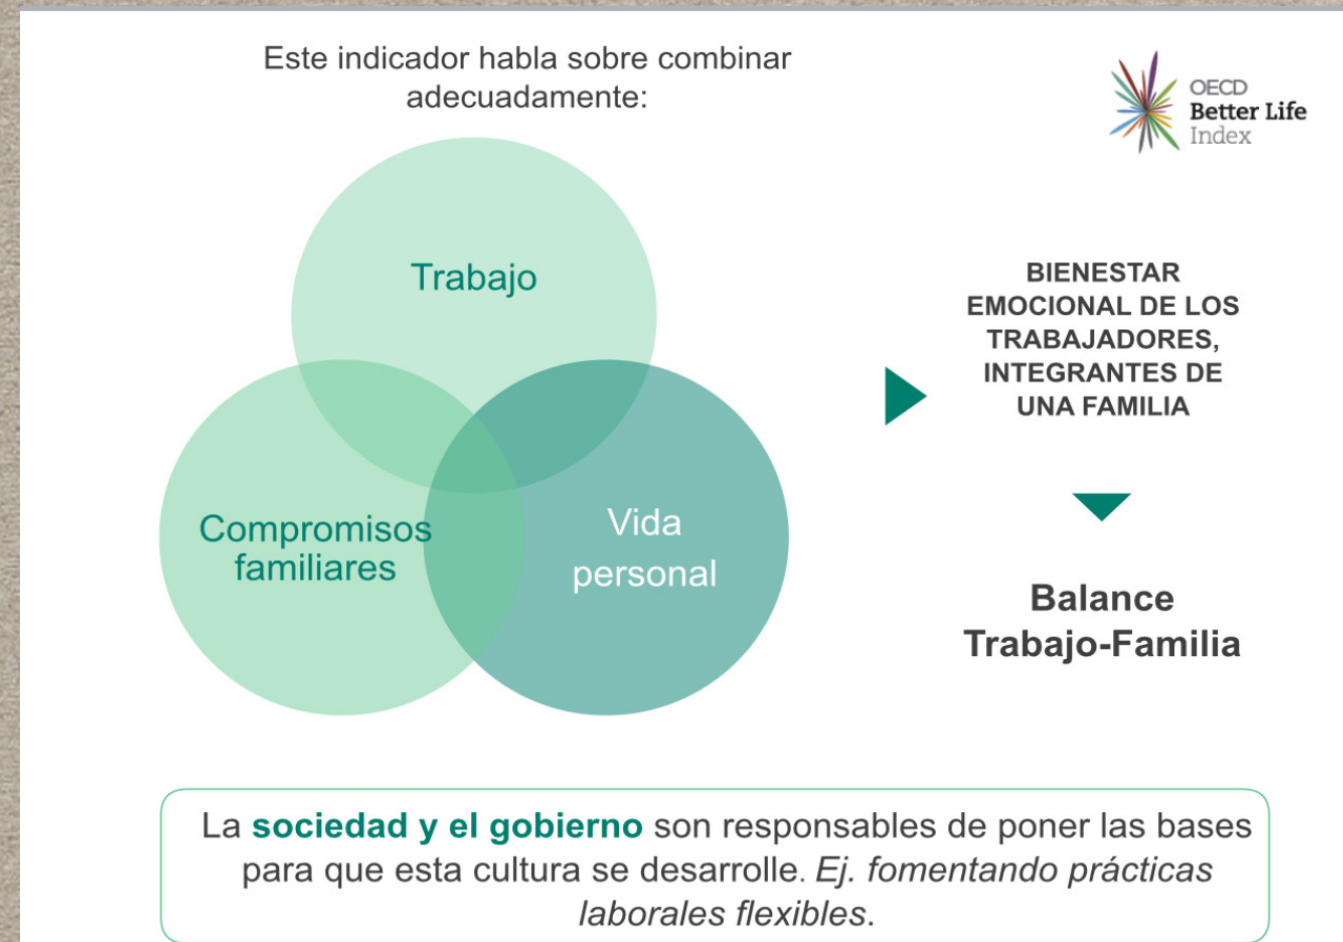 Este indicador habla sobre combinar
adecuadamente:
OECD
Better Life
Index
Trabajo
Compromisos
familiares
Vida
personal
BIENESTAR
EMOCIONAL DE LOS
TRABAJADORES,
INTEGRANTES DE
UNA FAMILIA
Balance
Trabajo-Familia
La sociedad y el gobierno son responsables de poner las bases
para que esta cultura se desarrolle. Ej. fomentando prácticas
laborales flexibles.